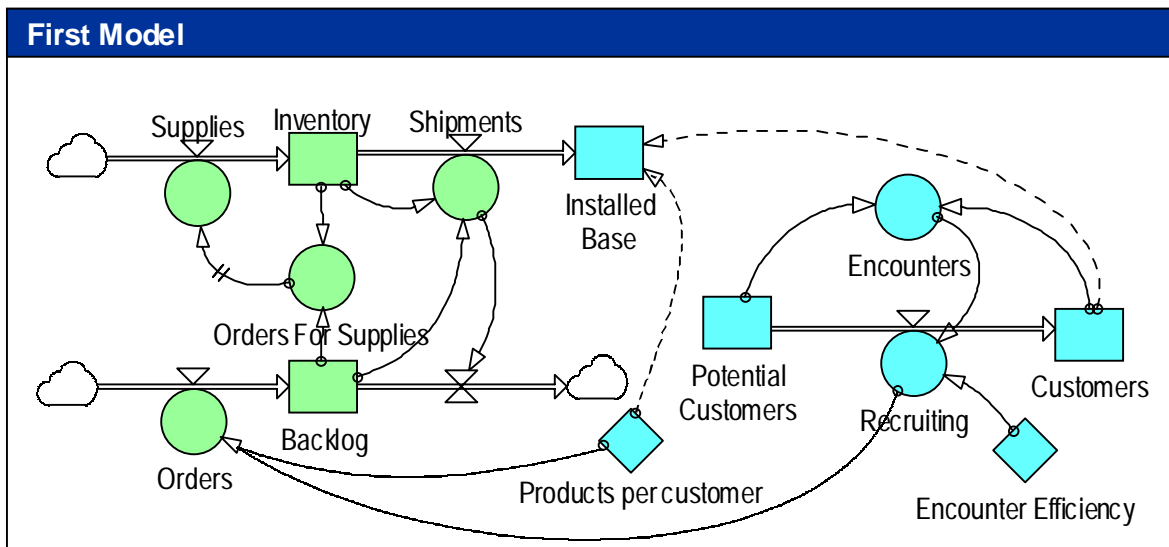 First Model
Supplies
Inventory
Shipments
Installed
Base
Encounters
Orders For Supplies
Potential
Customers
Recruiting
Customers
Backlog
Orders
Products per customer
Encounter Efficiency